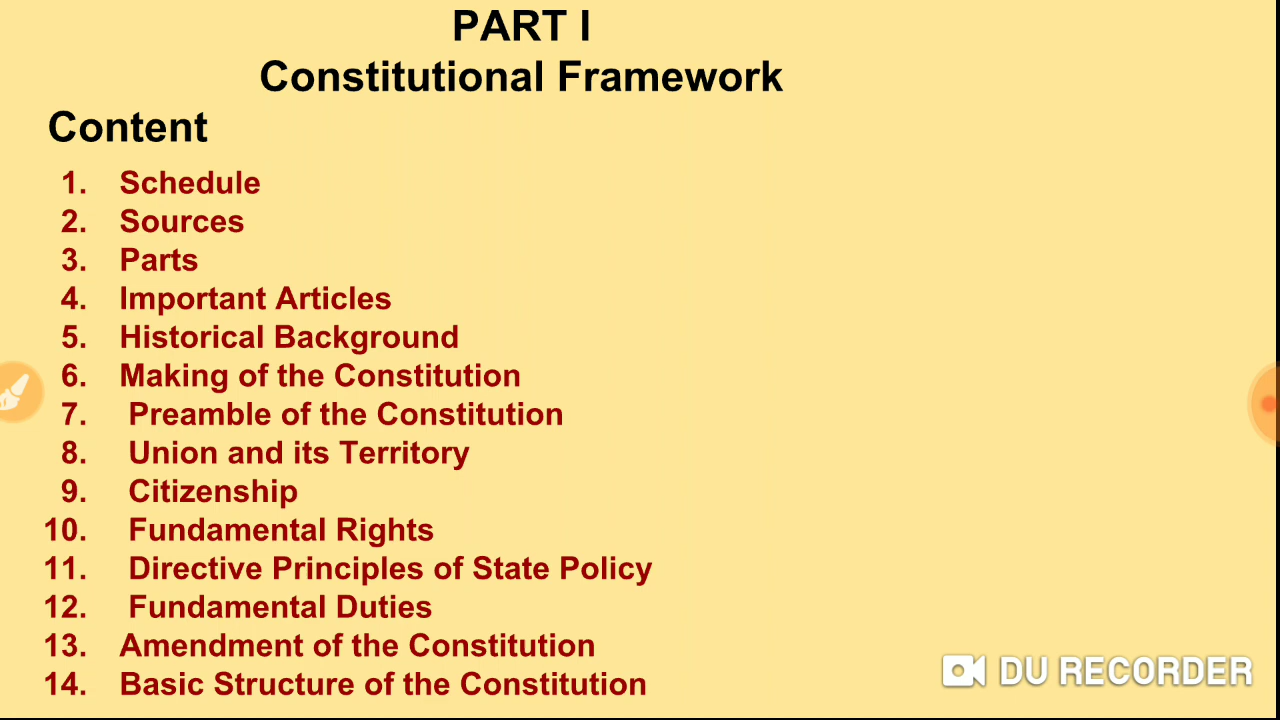 PART I
Constitutional Framework
Content
1. Schedule
2. Sources
3. Parts
4. Important Articles
5. Historical Background
6. Making of the Constitution
7. Preamble of the Constitution
8. Union and its Territory
9. Citizenship
10. Fundamental Rights
11. Directive Principles of State Policy
12. Fundamental Duties
13. Amendment of the Constitution
14. Basic Structure of the Constitution
DU RECORDER